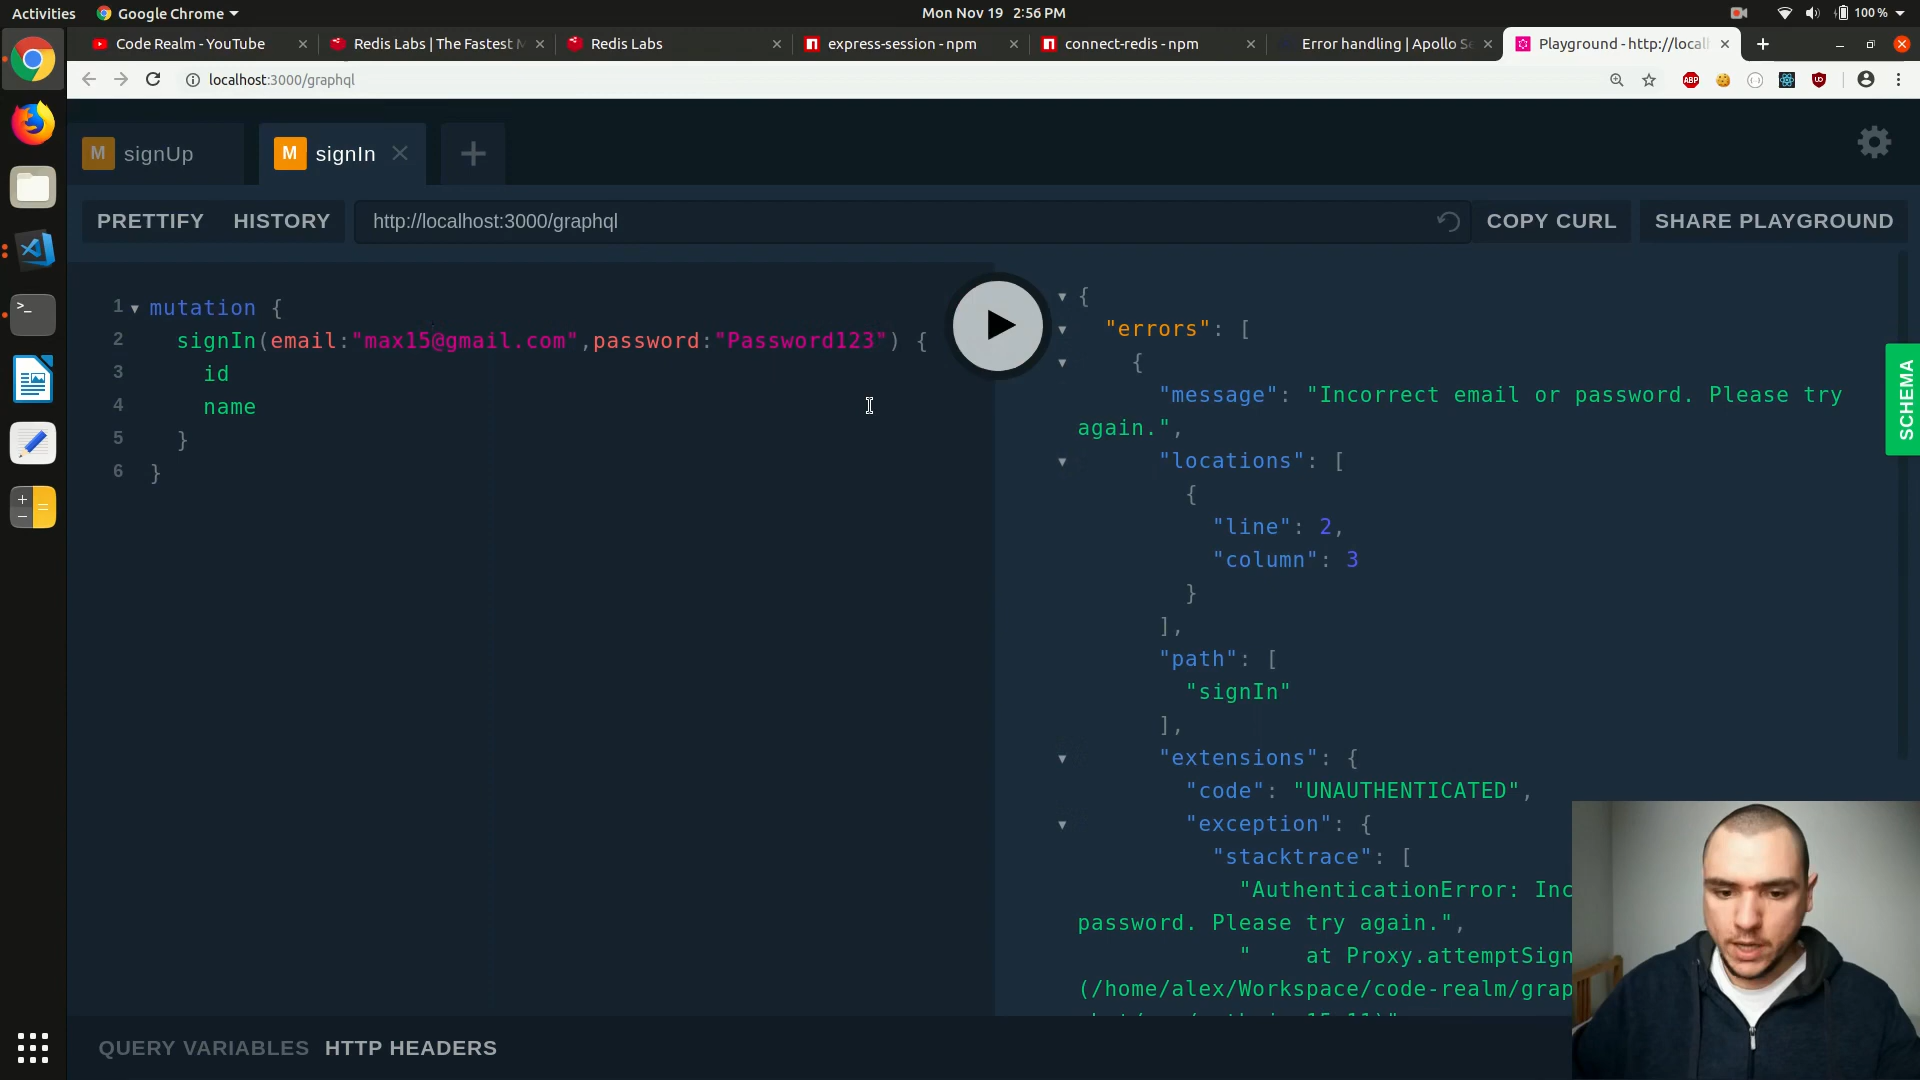 Activities
Google Chrome
Mon Nov 19 2:56 PM
100 %
Code Realm - YouTube
Redis Labs | The Fastest
Redis Labs
express-session - npm
connect-redis - npm
Error handling | Apollo Se
Playground - http://local
localhost:3000/graphql
ABP
M signUp
M signIn
PRETTIFY
HISTORY
http://localhost:3000/graphql
COPY CURL
SHARE PLAYGROUND
1 mutation {
2 signIn(email:"max15@gmail.com",password:"Password123") {
3 id
4 name
5 }
6 }
{
"errors": [
{
"message": "Incorrect email or password. Please try
again.",
"locations": [
{
"line": 2,
"column": 3
}
],
"path": [
"signIn"
],
"extensions": {
"code": "UNAUTHENTICATED",
"exception": {
"stacktrace": [
"AuthenticationError: Inc
password. Please try again.",
" at Proxy.attemptSign
(/home/alex/Workspace/code-realm/grap
SCHEMA
QUERY VARIABLES
HTTP HEADERS